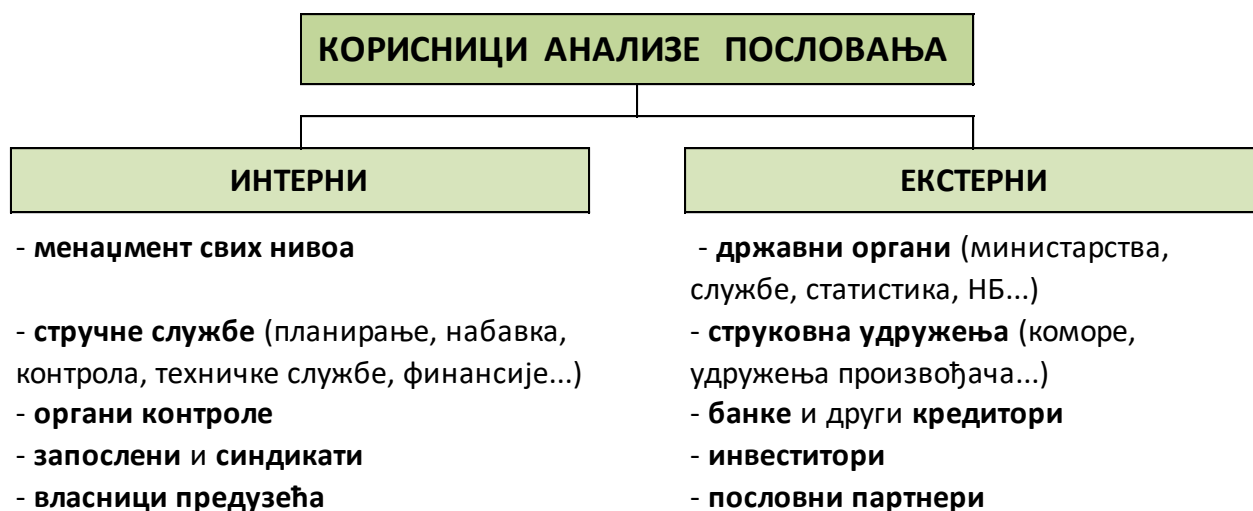 КОРИСНИЦИ АНАЛИЗЕ ПОСЛОВАЊА
ИНТЕРНИ
- менаџмент свих нивоа
- стручне службе (планирање, набавка,
контрола, техничке службе, финансије...)
- органи контроле
- запослени и синдикати
- власници предузећа
ЕКСТЕРНИ
- државни органи (министарства,
службе, статистика, НБ...)
- струковна удружења (коморе,
удружења произвођача...)
- банке и други кредитори
- инвеститори
- пословни партнери